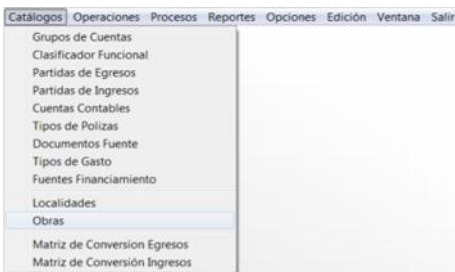 Catálogos Operaciones Procesos Reportes Opciones Edición Ventana Salir
Grupos de Cuentas
Clasificador Funcional
Partidas de Egresos
Partidas de Ingresos
Cuentas Contables
Tipos de Polizas
Documentos Fuente
Tipos de Gasto
Fuentes Financiamiento
Localidades
Obras
Matriz de Conversion Egresos
Matriz de Conversión Ingresos